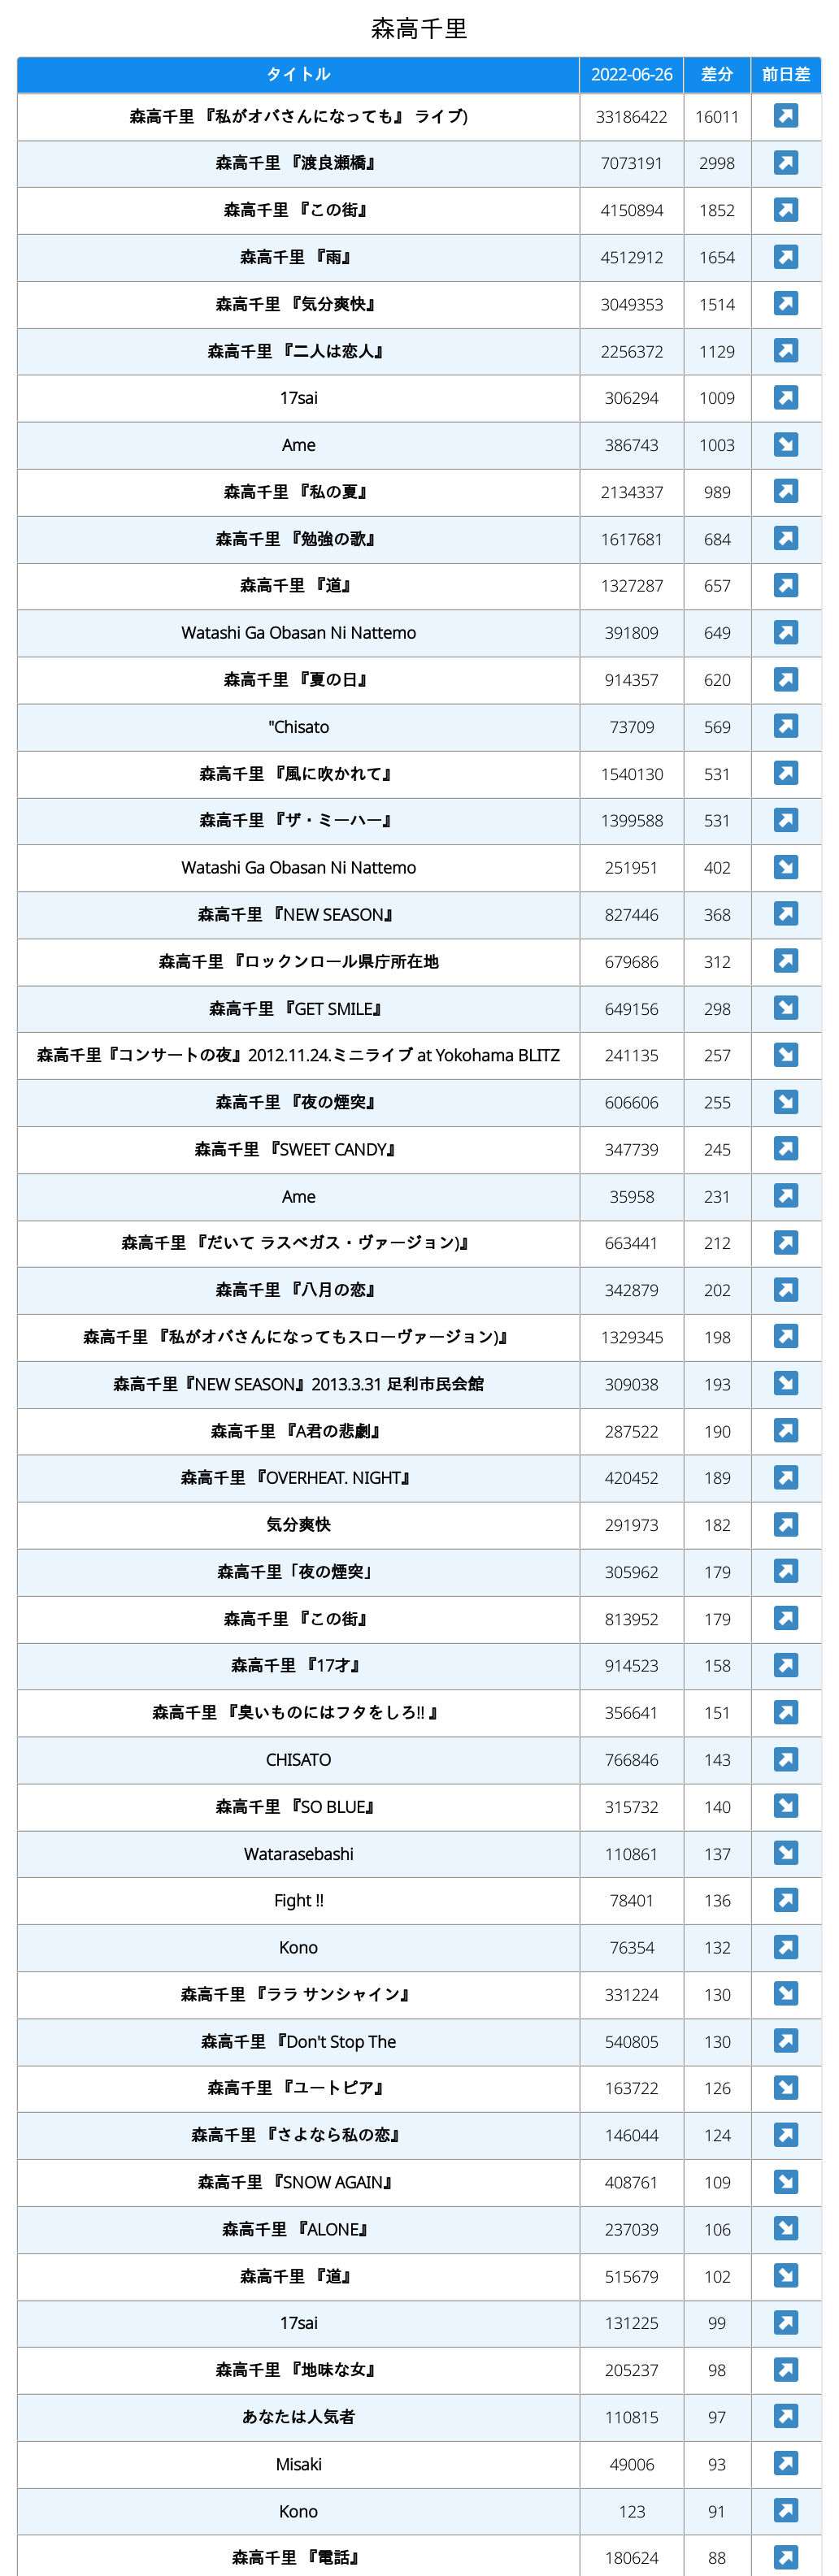 森高千里
タイトル 2022-06-26 差分 前日差
森高千里 『私がオバさんになっても』 ライブ) 33186422 16011
森高千里 『渡良瀬橋』 7073191 2998
森高千里 『この街』 4150894 1852
森高千里 『雨』 4512912 1654
森高千里 『気分爽快』 3049353 1514
森高千里 『二人は恋人』 2256372 1129
17sai 306294 1009
Ame 386743 1003
森高千里 『私の夏』 2134337 989
森高千里 『勉強の歌』 1617681 684
森高千里 『道』 1327287 657
Watashi Ga Obasan Ni Nattemo 391809 649
森高千里 『夏の日』 914357 620
"Chisato 73709 569
森高千里 『風に吹かれて』 1540130 531
森高千里 『ザ・ミーハー』 1399588 531
Watashi Ga Obasan Ni Nattemo 251951 402
森高千里 『NEW SEASON』 827446 368
森高千里 『ロックンロール県庁所在地 679686 312
森高千里 『GET SMILE』 649156 298
森高千里『コンサートの夜』2012.11.24.ミニライブ at Yokohama BLITZ 241135 257
森高千里 『夜の煙突』 606606 255
森高千里 『SWEET CANDY』 347739 245
Ame 35958 231
森高千里 『だいて ラスベガス・ヴァージョン)』 663441 212
森高千里 『八月の恋』 342879 202
森高千里 『私がオバさんになってもスローヴァージョン)』 1329345 198
森高千里『NEW SEASON』2013.3.31 足利市民会館 309038 193
森高千里 『A君の悲劇』 287522 190
森高千里 『OVERHEAT. NIGHT』 420452 189
気分爽快 291973 182
森高千里「夜の煙突」 305962 179
森高千里 『この街』 813952 179
森高千里 『17才』 914523 158
森高千里 『臭いものにはフタをしろ!! 』 356641 151
CHISATO 766846 143
森高千里 『SO BLUE』 315732 140
Watarasebashi 110861 137
Fight !! 78401 136
Kono 76354 132
森高千里 『ララ サンシャイン』 331224 130
森高千里 『Don't Stop The 540805 130
森高千里 『ユートピア』 163722 126
森高千里 『さよなら私の恋』 146044 124
森高千里 『SNOW AGAIN』 408761 109
森高千里 『ALONE』 237039 106
森高千里 『道』 515679 102
17sai 131225 99
森高千里 『地味な女』 205237 98
あなたは人気者 110815 97
Misaki 49006 93
Kono 123 91
森高千里 『電話』 180624 88